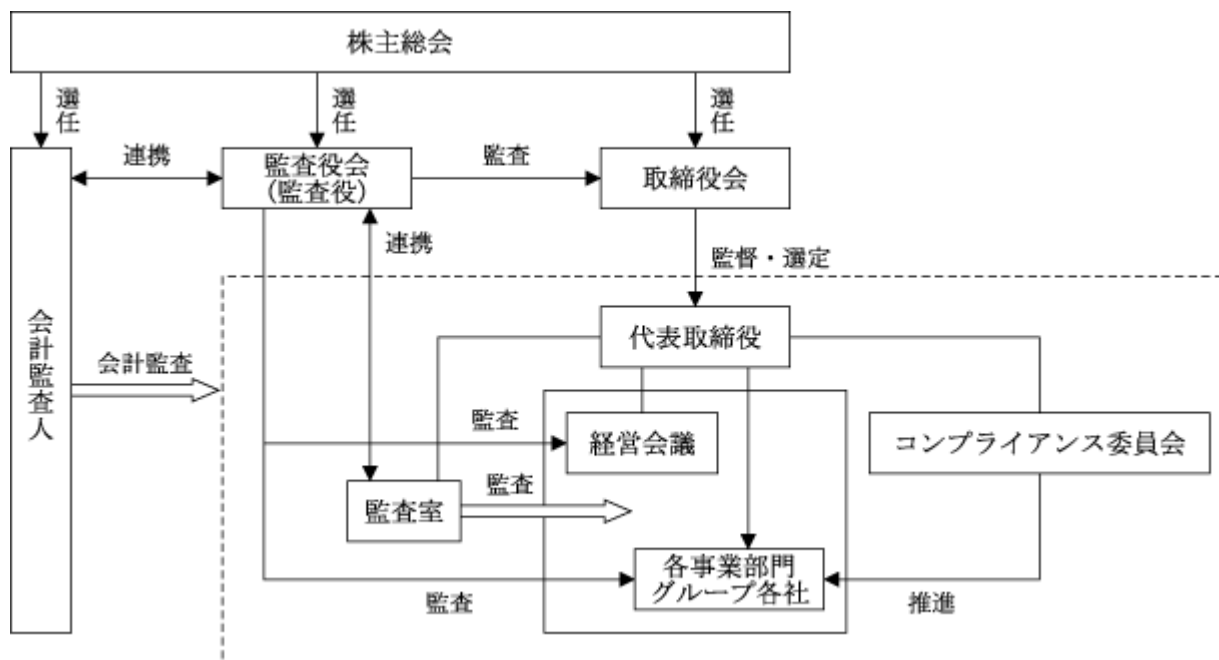 株主総会
選任
選任
選任
連携
監査役会
(監査役)
監査
取締役会
連携
監督・選定
会計監査人
会計監査
代表取締役
監査
経営会議
コンプライアンス委員会
監査
監査室
各事業部門
グループ各社
監査
推進